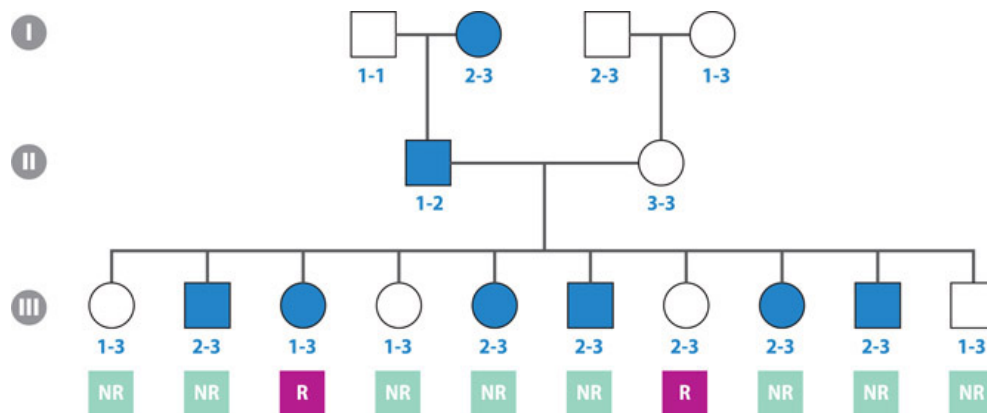 I
1-1 2-3 2-3 1-3
II
1-2 3-3
III
1-3 2-3 1-3 1-3 2-3 2-3 2-3 2-3 2-3 1-3
NR NR R NR NR NR R NR NR NR